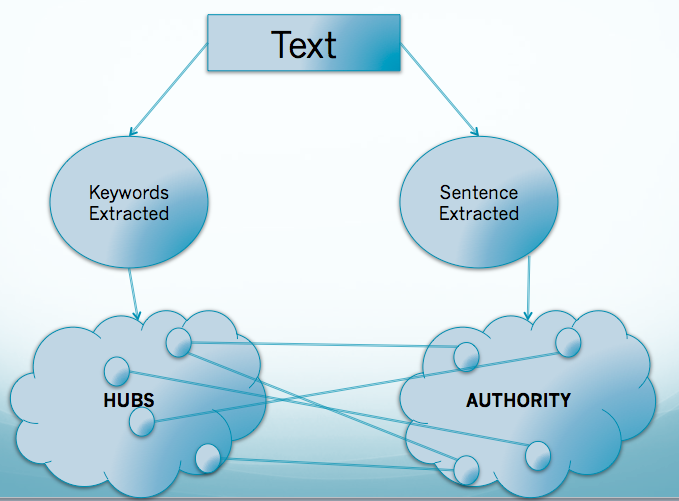 Text
Keywords
Extracted
Sentence
Extracted
HUBS
AUTHORITY